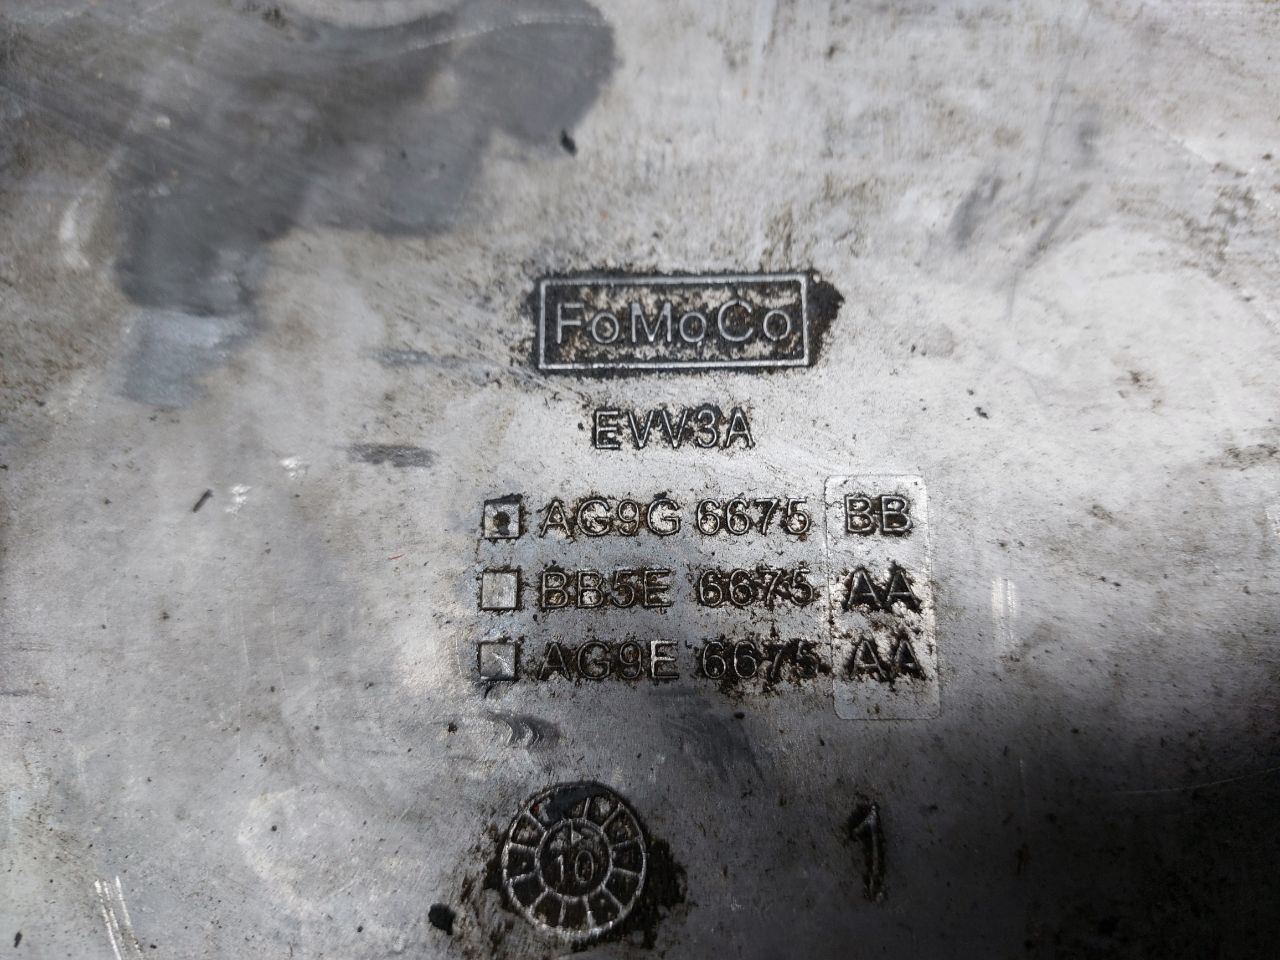 FoMoCo
EVV3A
AG9G 6675 BB
BB5E 6675 AA
AG9E 6675 AA
10
1